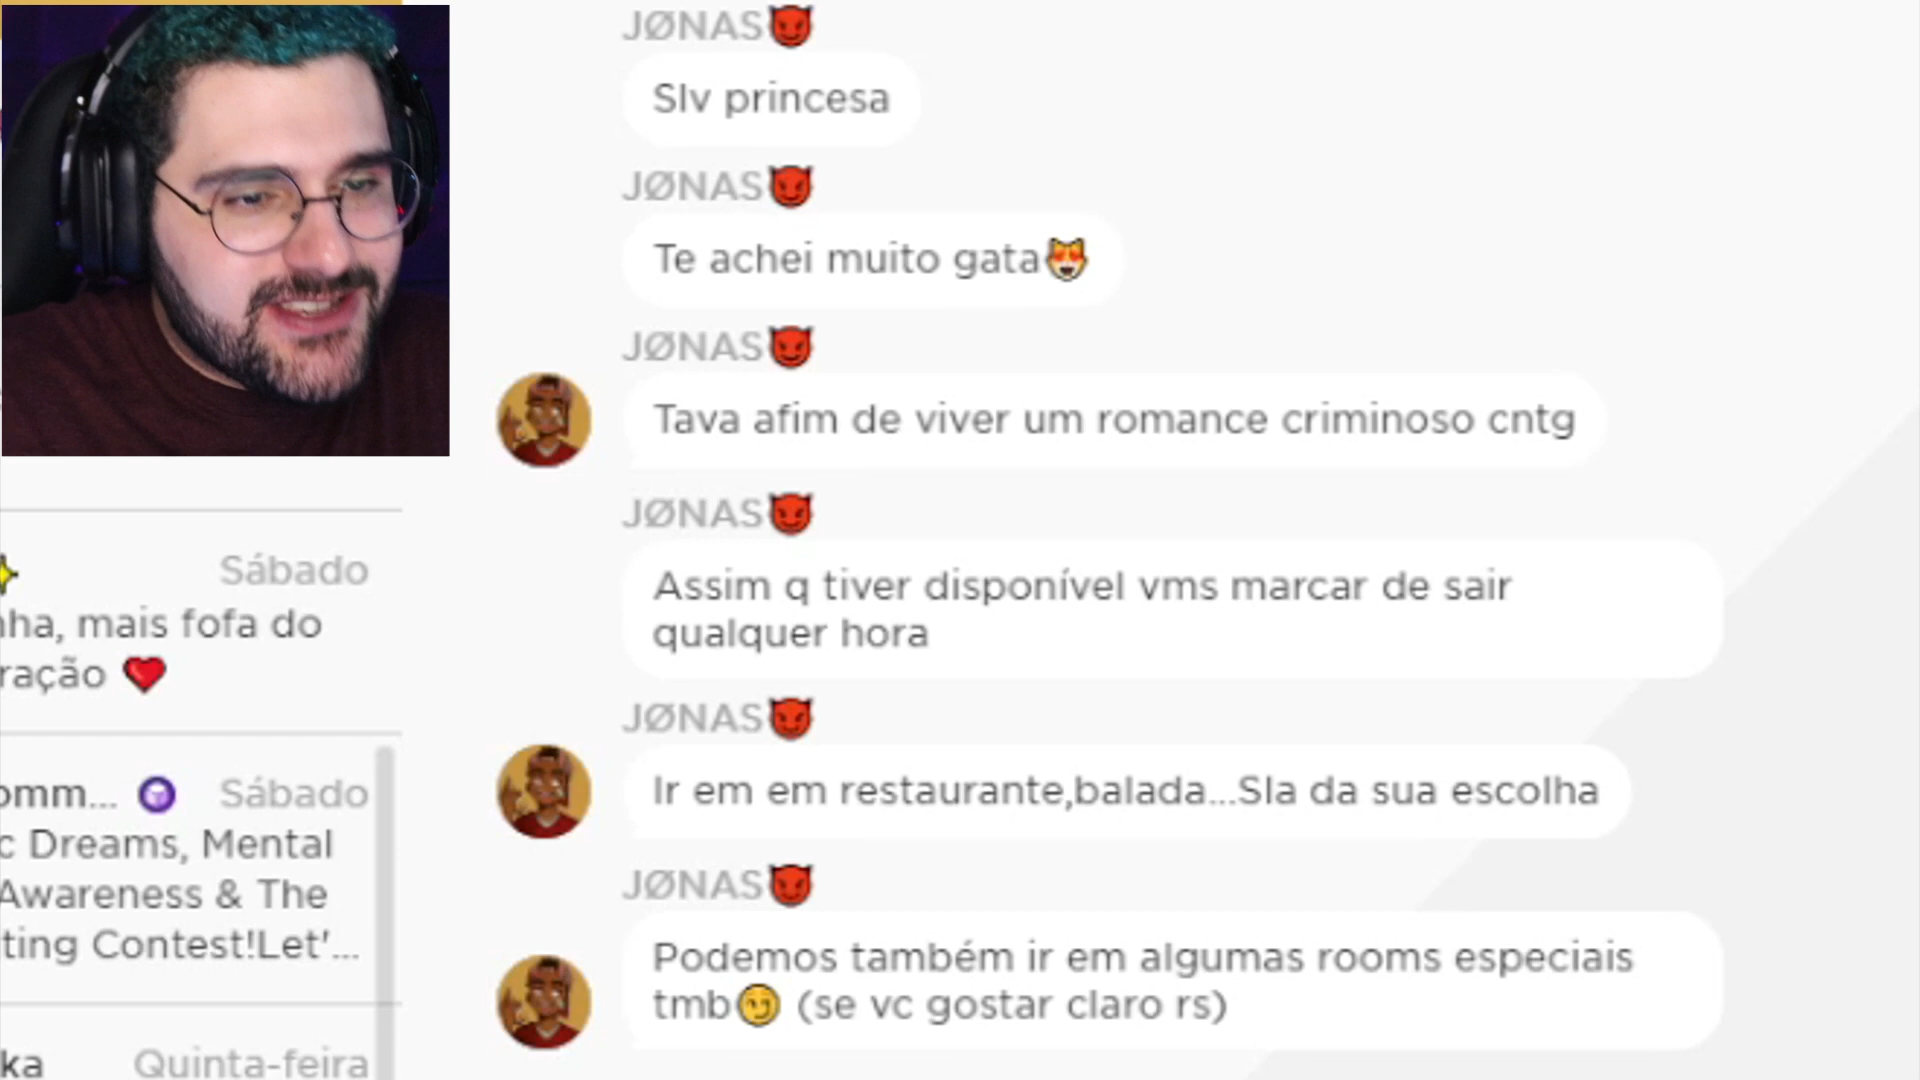 JØNAS😈
Slv princesa
JØNAS😈
Te achei muito gata😻
JØNAS😈
Tava afim de viver um romance criminoso cntg
JØNAS😈
Assim q tiver disponível vms marcar de sair
qualquer hora
JØNAS😈
Ir em em restaurante,balada...Sla da sua escolha
JØNAS😈
Podemos também ir em algumas rooms especiais
tmb😏 (se vc gostar claro rs)
Sábado
nha, mais fofa do
ração ❤️
omm... Sábado
c Dreams, Mental
Awareness & The
ting Contest!Let'...
ka Quinta-feira